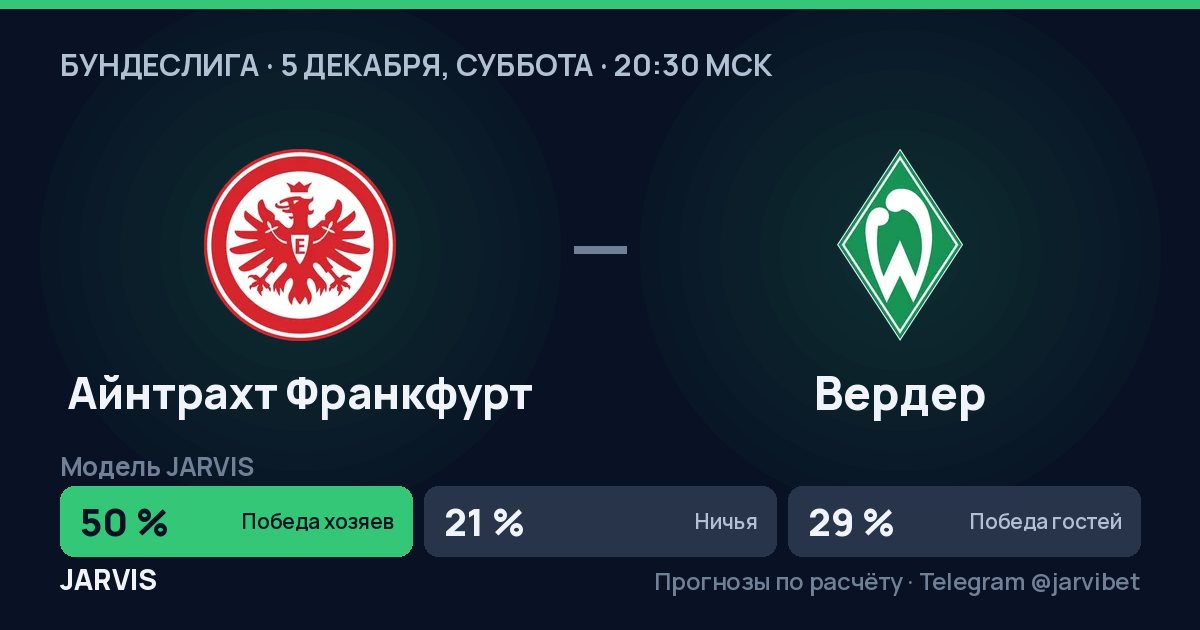 БУНДЕСЛИГА · 5 ДЕКАБРЯ, СУББОТА · 20:30 МСК
E
W
Айнтрахт Франкфурт
Вердер
Модель JARVIS
50 % Победа хозяев
21 % Ничья
29 % Победа гостей
JARVIS
Прогнозы по расчёту · Telegram @jarvibet